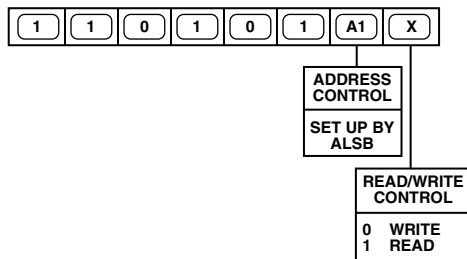 1 1 0 1 0 1 A1 X
ADDRESS
CONTROL
SET UP BY
ALSB
READ/WRITE
CONTROL
0 WRITE
1 READ